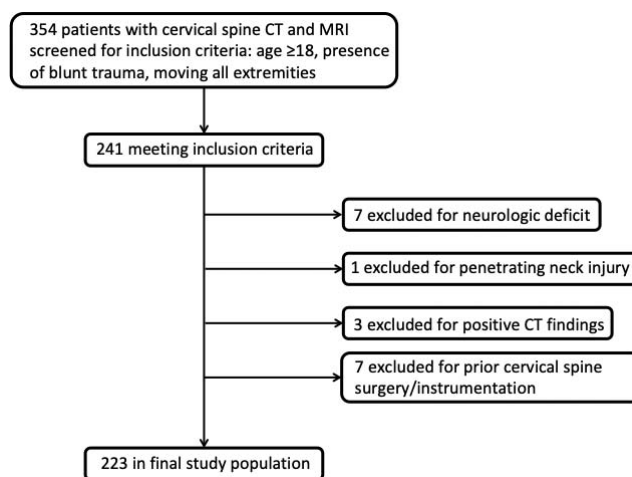 354 patients with cervical spine CT and MRI
screened for inclusion criteria: age ≥18, presence
of blunt trauma, moving all extremities
241 meeting inclusion criteria
7 excluded for neurologic deficit
1 excluded for penetrating neck injury
3 excluded for positive CT findings
7 excluded for prior cervical spine
surgery/instrumentation
223 in final study population